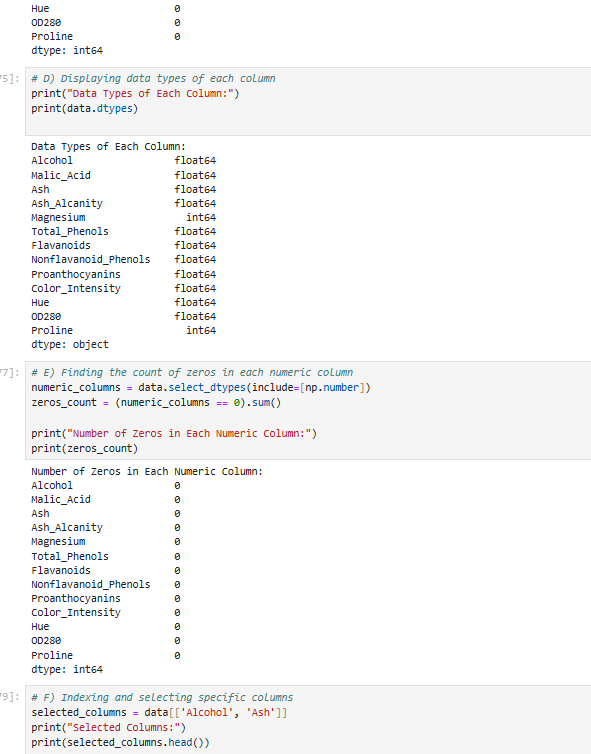 Hue                    0
OD280                  0
Proline                0
dtype: int64
75]: # D) Displaying data types of each column
print("Data Types of Each Column:")
print(data.dtypes)
Data Types of Each Column:
Alcohol                 float64
Malic_Acid              float64
Ash                     float64
Ash_Alcanity            float64
Magnesium                 int64
Total_Phenols           float64
Flavanoids              float64
Nonflavanoid_Phenols    float64
Proanthocyanins         float64
Color_Intensity         float64
Hue                     float64
OD280                   float64
Proline                   int64
dtype: object
77]: # E) Finding the count of zeros in each numeric column
numeric_columns = data.select_dtypes(include=[np.number])
zeros_count = (numeric_columns == 0).sum()
print("Number of Zeros in Each Numeric Column:")
print(zeros_count)
Number of Zeros in Each Numeric Column:
Alcohol                 0
Malic_Acid              0
Ash                     0
Ash_Alcanity            0
Magnesium               0
Total_Phenols           0
Flavanoids              0
Nonflavanoid_Phenols    0
Proanthocyanins         0
Color_Intensity         0
Hue                     0
OD280                   0
Proline                 0
dtype: int64
79]: # F) Indexing and selecting specific columns
selected_columns = data[['Alcohol', 'Ash']]
print("Selected Columns:")
print(selected_columns.head())